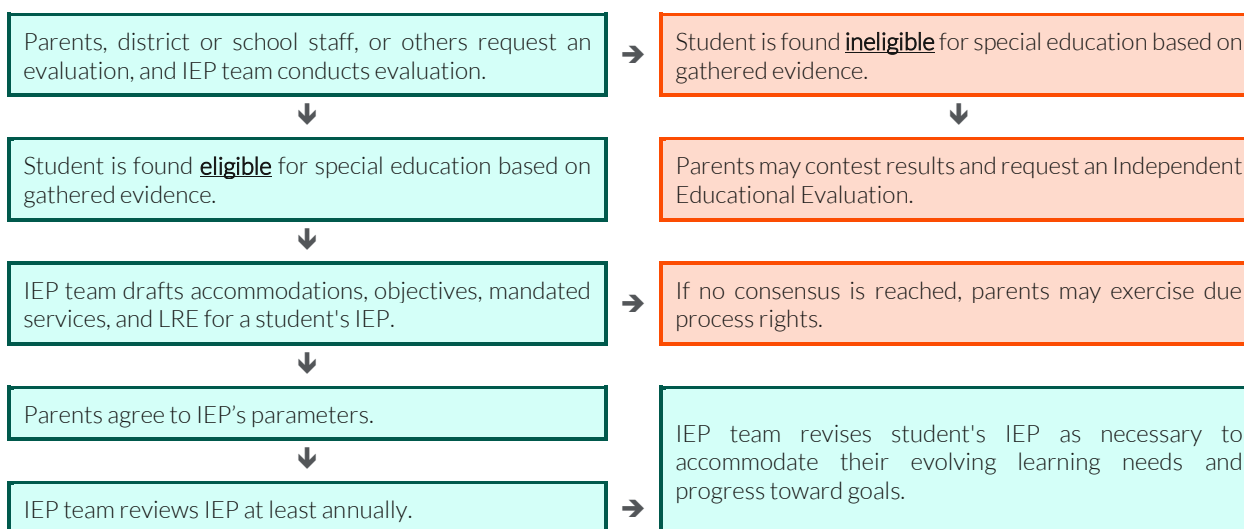 Parents, district or school staff, or others request an
evaluation, and IEP team conducts evaluation.
Student is found ineligible for special education based on
gathered evidence.
Student is found eligible for special education based on
gathered evidence.
Parents may contest results and request an Independent
Educational Evaluation.
IEP team drafts accommodations, objectives, mandated
services, and LRE for a student's IEP.
If no consensus is reached, parents may exercise due
process rights.
Parents agree to IEP’s parameters.
IEP team reviews IEP at least annually.
IEP team revises student's IEP as necessary to
accommodate their evolving learning needs and
progress toward goals.